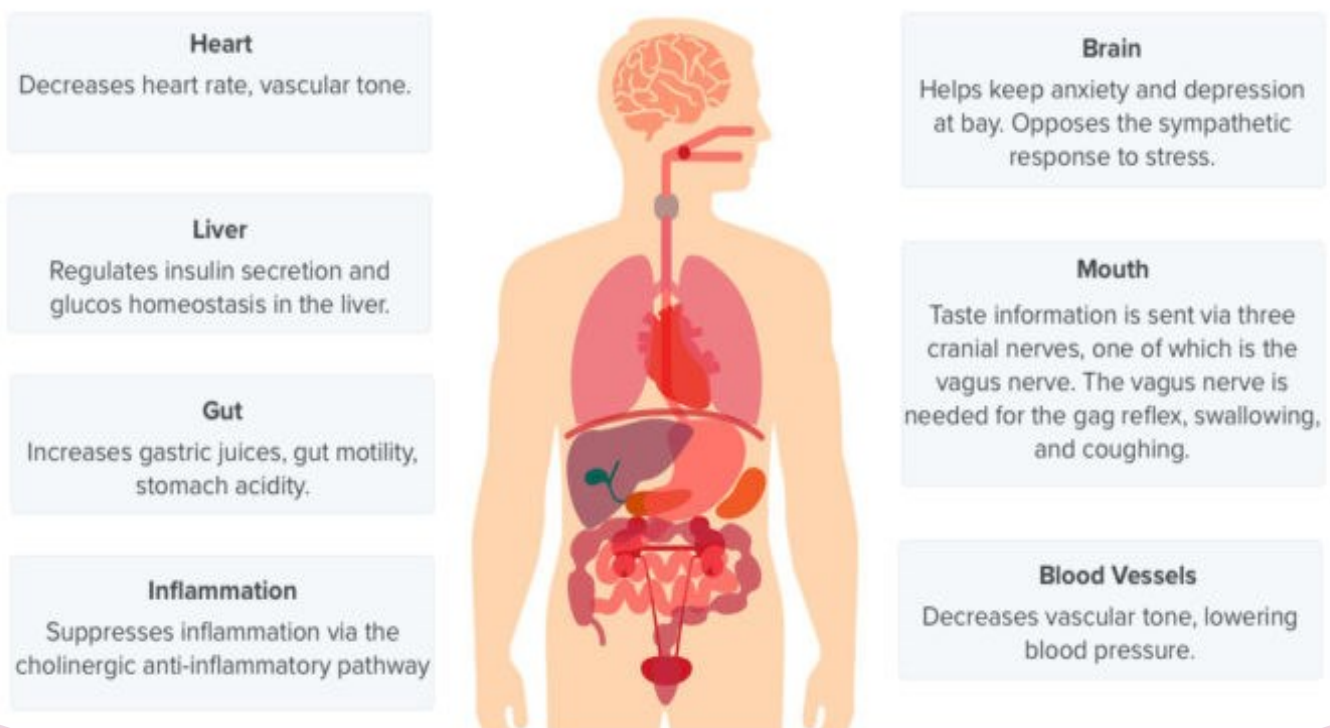 Heart
Decreases heart rate, vascular tone.
Liver
Regulates insulin secretion and
glucos homeostasis in the liver.
Gut
Increases gastric juices, gut motility,
stomach acidity.
Inflammation
Suppresses inflammation via the
cholinergic anti-inflammatory pathway
Brain
Helps keep anxiety and depression
at bay. Opposes the sympathetic
response to stress.
Mouth
Taste information is sent via three
cranial nerves, one of which is the
vagus nerve. The vagus nerve is
needed for the gag reflex, swallowing,
and coughing.
Blood Vessels
Decreases vascular tone, lowering
blood pressure.